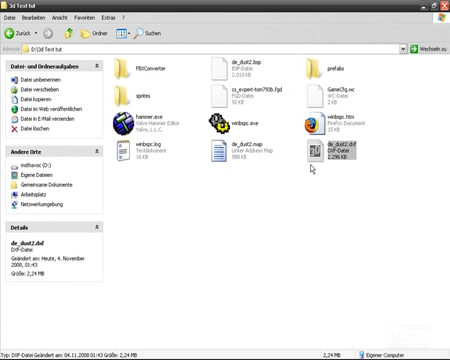 3d Text tut
Datei Bearbeiten Ansicht Favoriten Extras ?
Zurück Ordner Suchen
Adresse D:\3d Text tut Wechseln zu
Datei- und Ordneraufgaben
Datei umbenennen
Datei verschieben
Datei kopieren
Datei im Web veröffentlichen
Datei in E-Mail versenden
Datei löschen
Andere Orte
msthavoc (D:)
Eigene Dateien
Gemeinsame Dokumente
Arbeitsplatz
Netzwerkumgebung
Details
de_dust2.dxf
DXF-Datei
Geändert am: Heute, 4. November
2008, 01:43
Größe: 2,24 MB
FBXConverter
de_dust2.bsp
BSP-Datei
2.010 KB
prefabs
sprites
cs_expert-tom793b.fgd
FGD-Datei
92 KB
GameCfg.wc
WC-Datei
2 KB
hammer.exe
Valve Hammer Editor
Valve, L.L.C.
winbspc.exe
winbspc.htm
Firefox Document
15 KB
winbspc.log
Textdokument
16 KB
de_dust2.map
Linker Address Map
980 KB
de_dust2.dxf
DXF-Datei
2.296 KB
Typ: DXF-Datei Geändert am: 04.11.2008 01:43 Größe: 2,24 MB 2,24 MB Eigener Computer